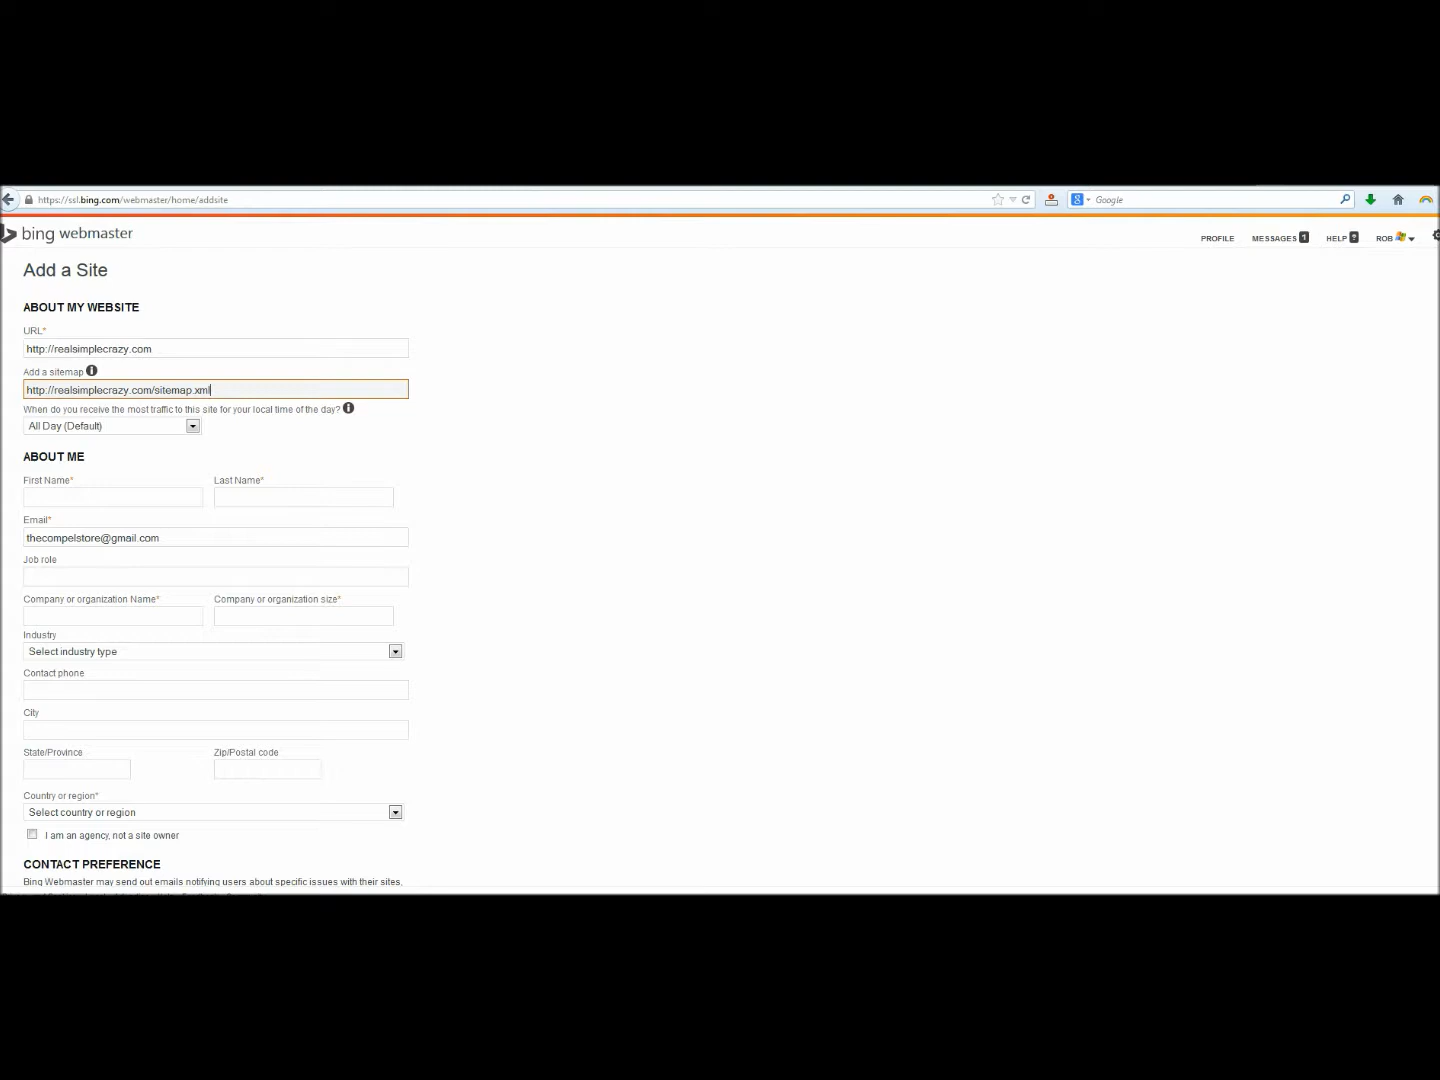 https://ssl.bing.com/webmaster/home/addsite
Google
bing webmaster
PROFILE MESSAGES 1 HELP ? ROB
Add a Site
ABOUT MY WEBSITE
URL*
http://realsimplecrazy.com
Add a sitemap
http://realsimplecrazy.com/sitemap.xml
When do you receive the most traffic to this site for your local time of the day?
All Day (Default)
ABOUT ME
First Name* Last Name*
Email*
thecompelstore@gmail.com
Job role
Company or organization Name* Company or organization size*
Industry
Select industry type
Contact phone
City
State/Province Zip/Postal code
Country or region*
Select country or region
I am an agency, not a site owner
CONTACT PREFERENCE
Bing Webmaster may send out emails notifying users about specific issues with their sites,